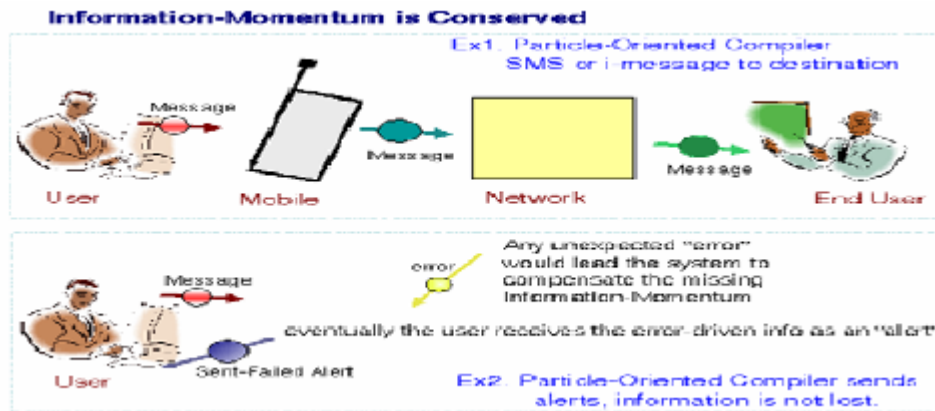 Information-Momentum is Conserved
Ex1. Particle-Oriented Compiler
SMS or i-message to destination
Message
Message
Message
User
Mobile
Network
End User
Any unexpected "error"
would lead the system to
compensate the missing
Information-Momentum
error
Message
eventually the user receives the error-driven info as an "alert"
Sent-Failed Alert
User
Ex2. Particle-Oriented Compiler sends
alerts, information is not lost.